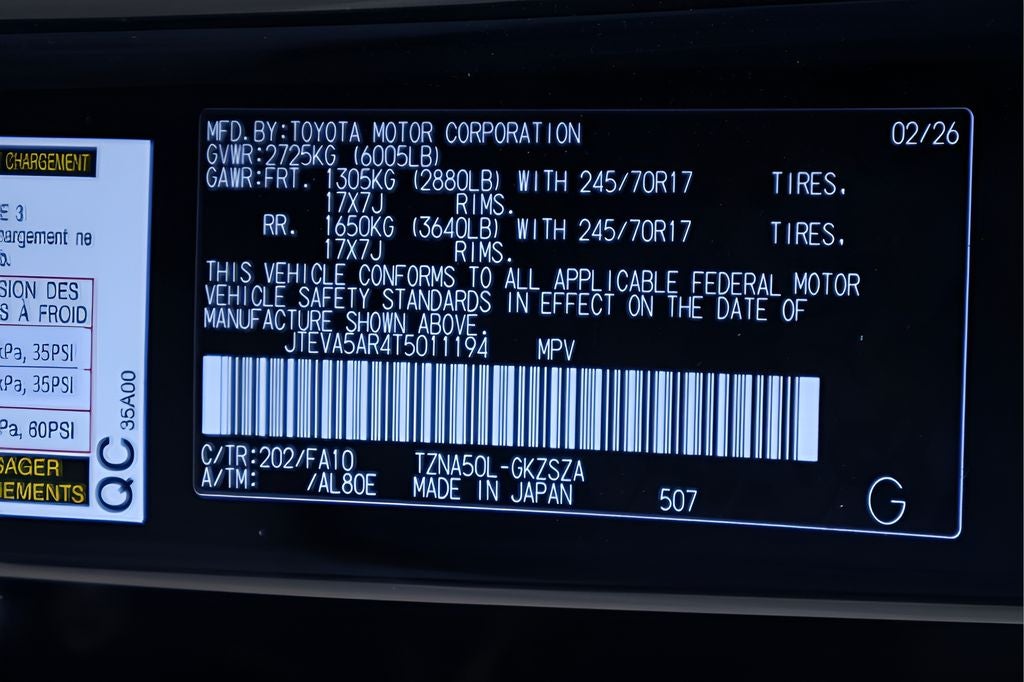 CHARGEMENT
E 3
argement ne
SION DES
S À FROID
kPa, 35PSI
kPa, 35PSI
Pa, 60PSI
SAGER
EMENTS
QC 35A00
MFD.BY:TOYOTA MOTOR CORPORATION 02/26
GVWR:2725KG (6005LB)
GAWR:FRT. 1305KG (2880LB) WITH 245/70R17 TIRES.
17X7J RIMS.
RR. 1650KG (3640LB) WITH 245/70R17 TIRES.
17X7J RIMS.
THIS VEHICLE CONFORMS TO ALL APPLICABLE FEDERAL MOTOR
VEHICLE SAFETY STANDARDS IN EFFECT ON THE DATE OF
MANUFACTURE SHOWN ABOVE.
JTEVA5AR4T5011194 MPV
C/TR:202/FA10 TZNA50L-GKZSZA
A/TM: /AL80E MADE IN JAPAN 507 G